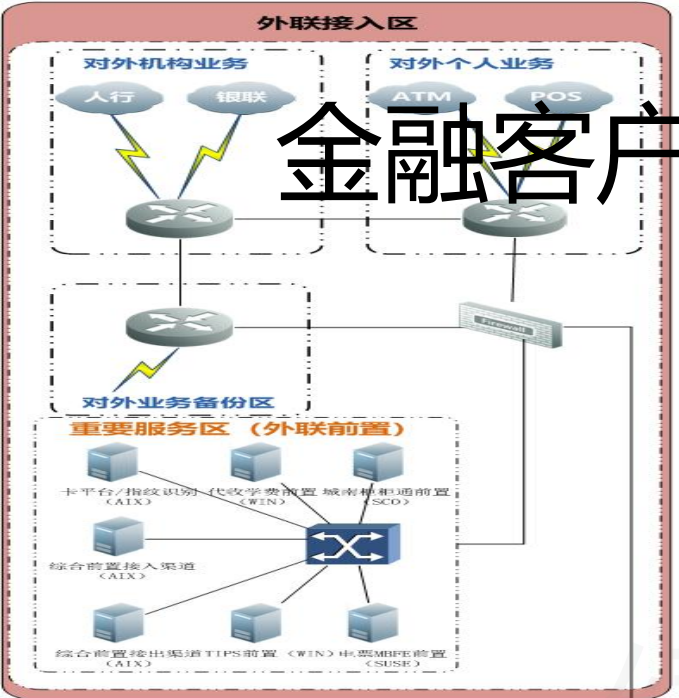 外联接入区
对外机构业务
对外个人业务
人行
银联
ATM
POS
金融客户
Firewall
对外业务备份区
重要服务区（外联前置）
卡平台/指纹识别
（AIX）
代收学费前置
（WIN）
城南柜柜通前置
（SCO）
综合前置接入渠道
（AIX）
综合前置接出渠道
（AIX）
TIPS前置（WIN）
电票MBFE前置
（SUSE）